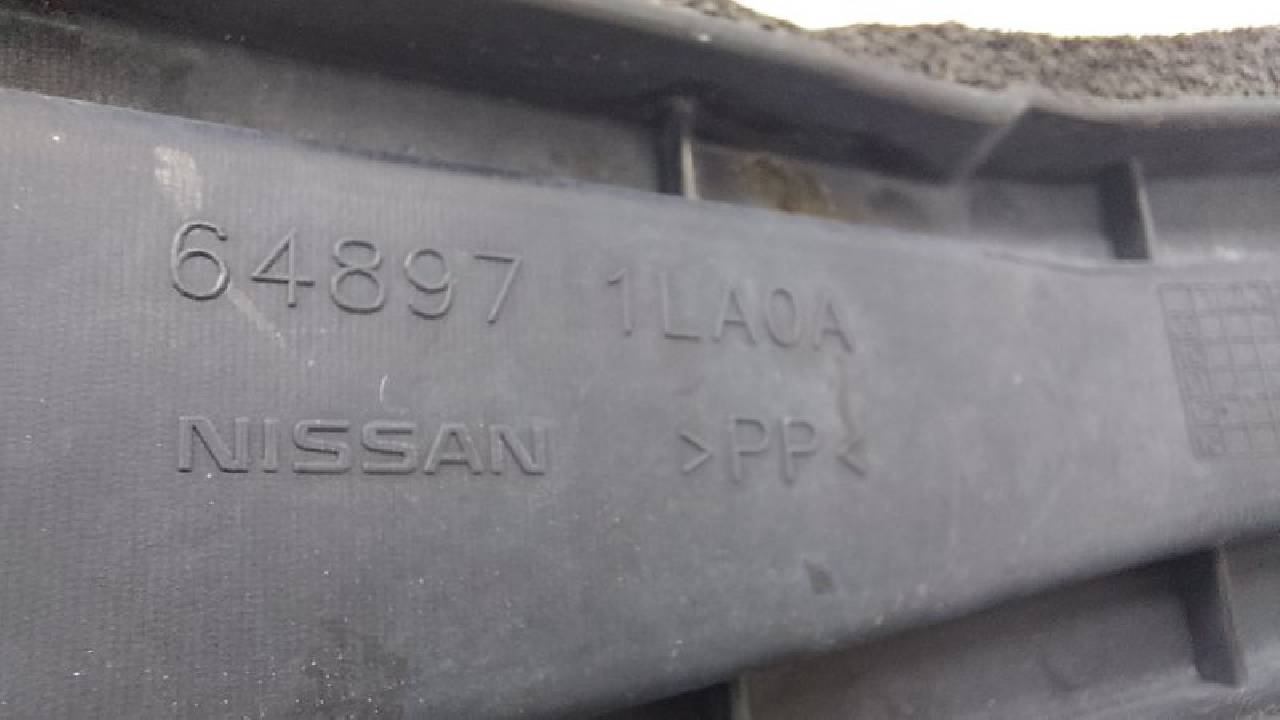 64897 1LA0A
NISSAN >PP<